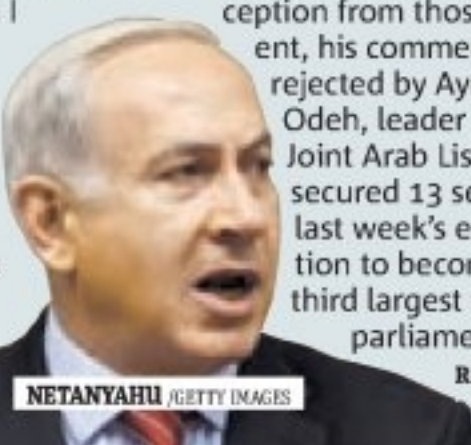 ception from thos
ent, his comme
rejected by Ay
Odeh, leader
Joint Arab Lis
secured 13 se
last week's e
tion to becor
third largest
parliame
R
NETANYAHU /GETTY IMAGES